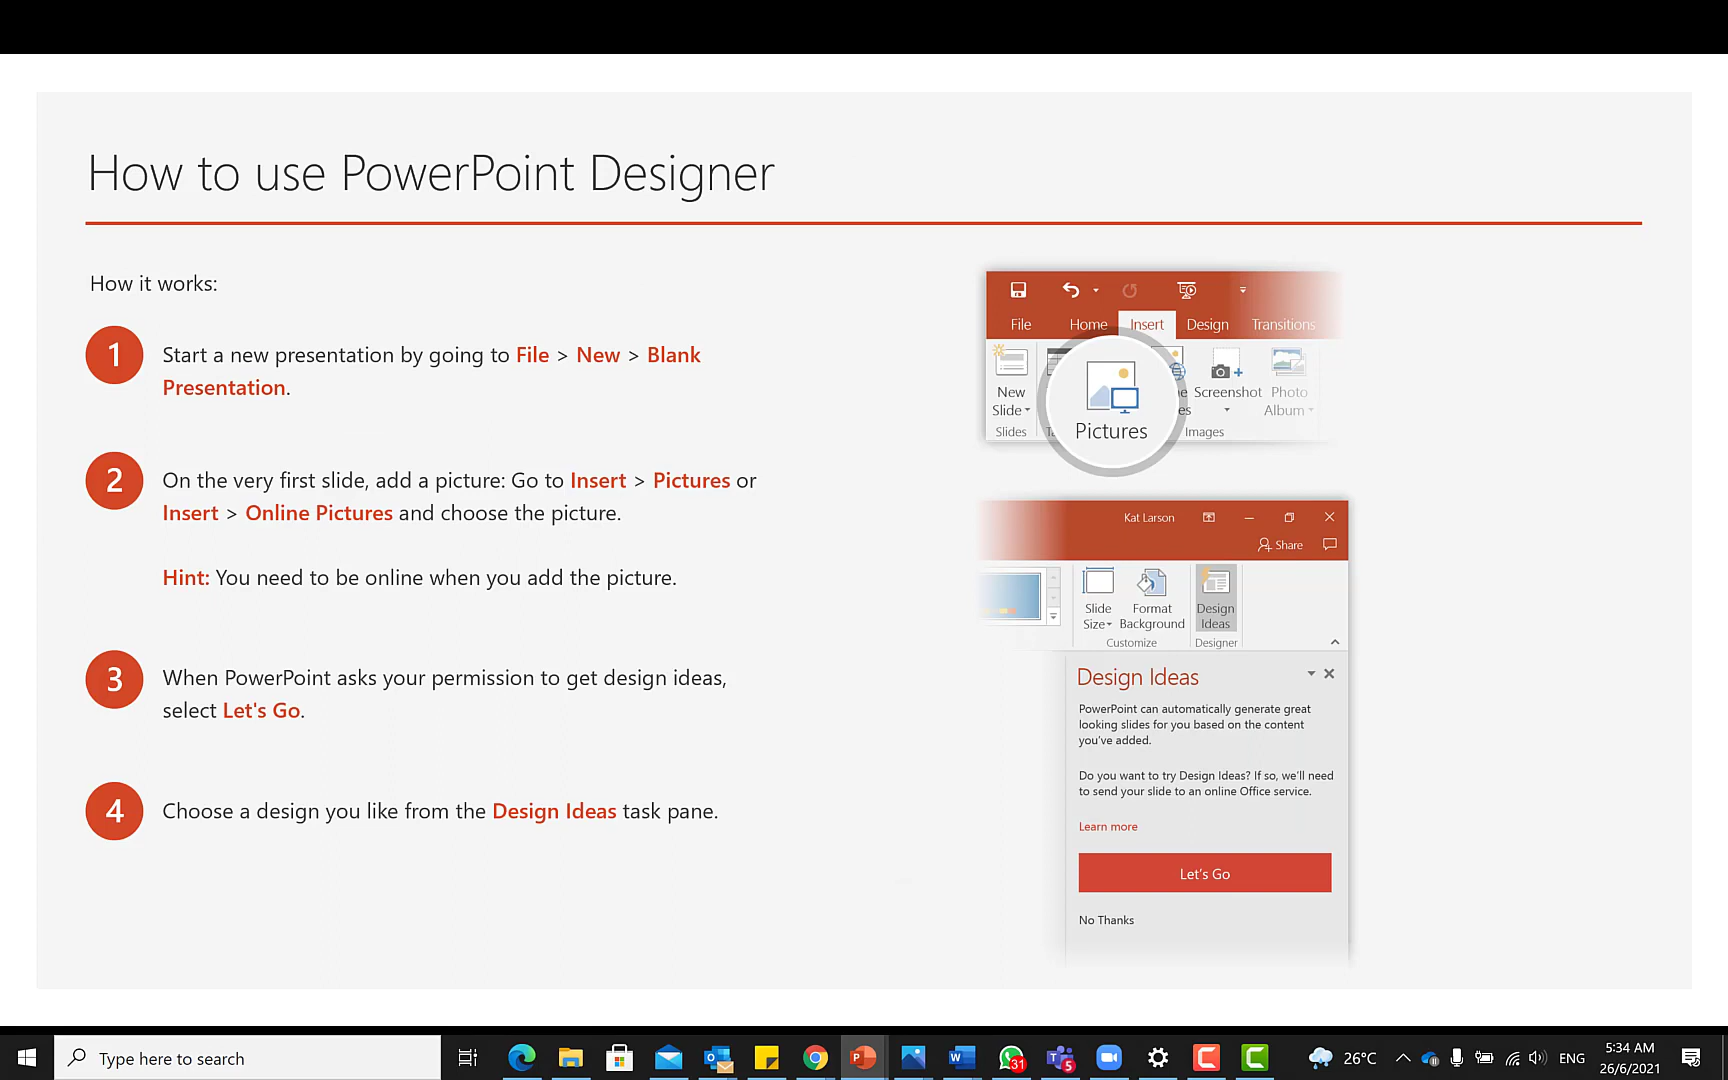 How to use PowerPoint Designer
How it works:
1
Start a new presentation by going to File > New > Blank
Presentation.
2
On the very first slide, add a picture: Go to Insert > Pictures or
Insert > Online Pictures and choose the picture.
Hint: You need to be online when you add the picture.
3
When PowerPoint asks your permission to get design ideas,
select Let's Go.
4
Choose a design you like from the Design Ideas task pane.
File Home Insert Design Transitions
New
Slide
Slides
Pictures
Screenshot
Images
Photo
Album
Kat Larson
Share
Slide
Size
Format
Background
Customize
Design
Ideas
Designer
Design Ideas
PowerPoint can automatically generate great
looking slides for you based on the content
you've added.
Do you want to try Design Ideas? If so, we'll need
to send your slide to an online Office service.
Learn more
Let's Go
No Thanks
Type here to search
31
5
26°C
ENG
5:34 AM
26/6/2021